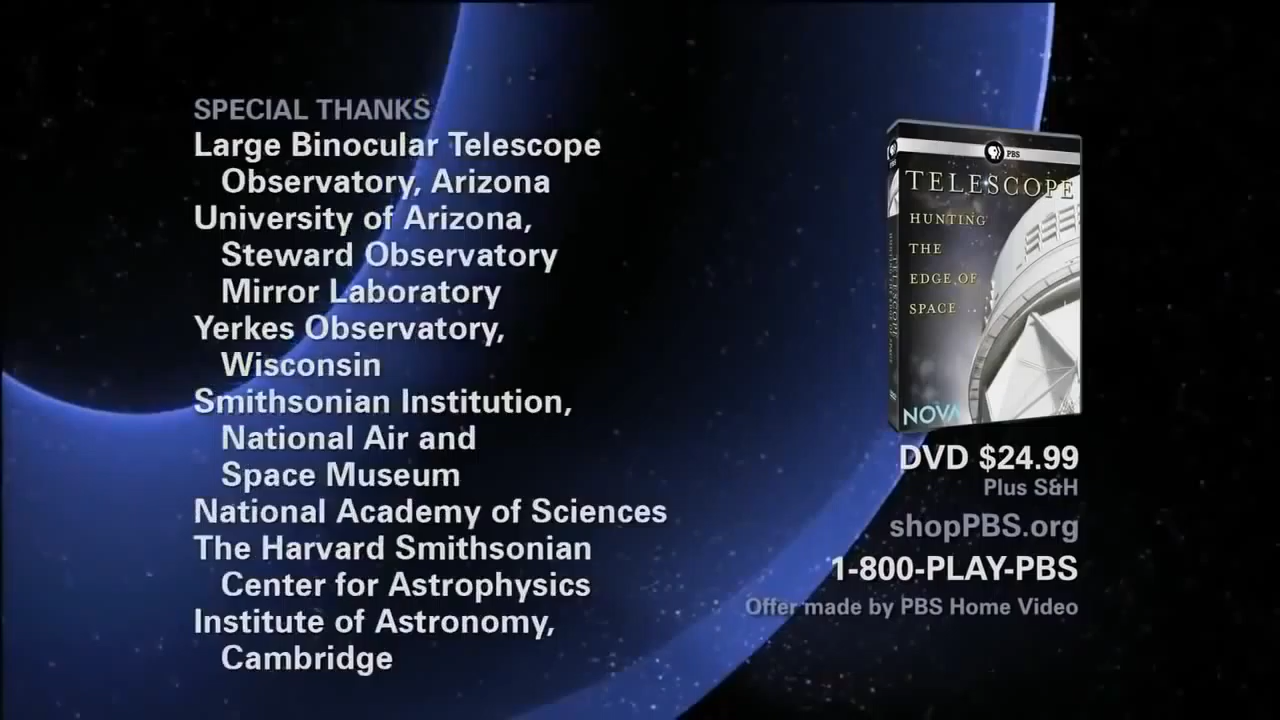 SPECIAL THANKS
Large Binocular Telescope
Observatory, Arizona
University of Arizona,
Steward Observatory
Mirror Laboratory
Yerkes Observatory,
Wisconsin
Smithsonian Institution,
National Air and
Space Museum
National Academy of Sciences
The Harvard Smithsonian
Center for Astrophysics
Institute of Astronomy,
Cambridge
PBS
TELESCOPE
HUNTING
THE
EDGE OF
SPACE
NOVA
DVD $24.99
Plus S&H
shopPBS.org
1-800-PLAY-PBS
Offer made by PBS Home Video